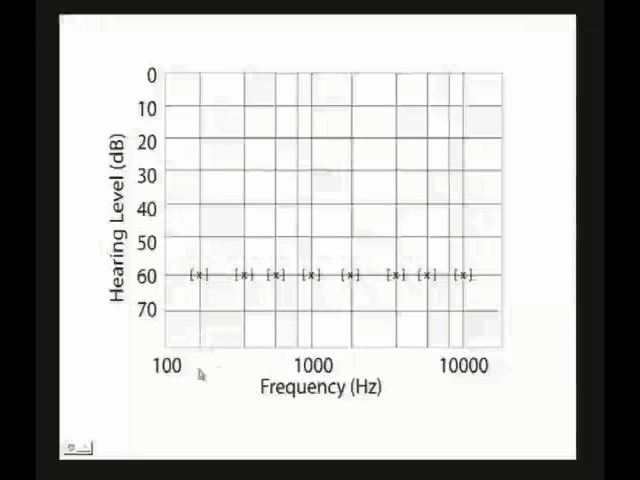 0
10
20
30
40
50
60
70
Hearing Level (dB)
[x] [x] [x] [x] [x] [x] [x] [x]
100 1000 10000
Frequency (Hz)